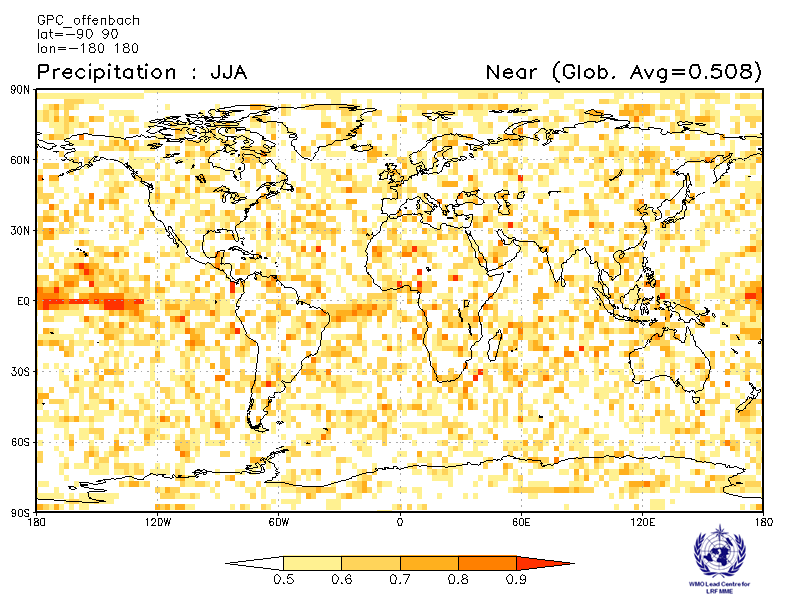 GPC_offenbach
lat=−90 90
lon=−180 180
Precipitation : JJA
Near (Glob. Avg=0.508)
90N
60N
30N
EQ
30S
60S
90S
180 120W 60W 0 60E 120E 180
0.5 0.6 0.7 0.8 0.9
WMO Lead Centre for
LRF MME